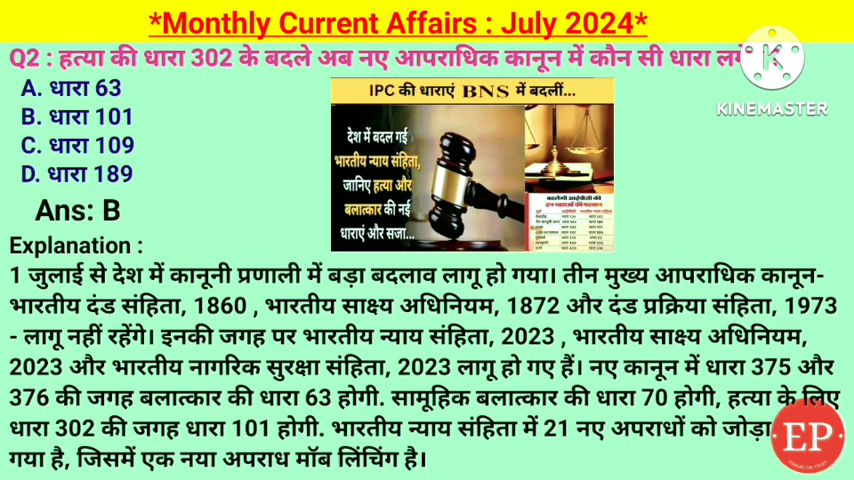 *Monthly Current Affairs : July 2024*
Q2 : हत्या की धारा 302 के बदले अब नए आपराधिक कानून में कौन सी धारा
KINEMASTER
A. धारा 63
B. धारा 101
C. धारा 109
D. धारा 189
Ans: B
IPC की धाराएं BNS में बदलीं...
देश में बदल गई
भारतीय न्याय संहिता,
जानिए हत्या और
बलात्कार की नई
धाराएं और सजा...
बदलेगी आईपीसी की
इन धाराओं की पहचान
Explanation :
1 जुलाई से देश में कानूनी प्रणाली में बड़ा बदलाव लागू हो गया। तीन मुख्य आपराधिक कानून-
भारतीय दंड संहिता, 1860 , भारतीय साक्ष्य अधिनियम, 1872 और दंड प्रक्रिया संहिता, 1973
- लागू नहीं रहेंगे। इनकी जगह पर भारतीय न्याय संहिता, 2023 , भारतीय साक्ष्य अधिनियम,
2023 और भारतीय नागरिक सुरक्षा संहिता, 2023 लागू हो गए हैं। नए कानून में धारा 375 और
376 की जगह बलात्कार की धारा 63 होगी. सामूहिक बलात्कार की धारा 70 होगी, हत्या के लिए
धारा 302 की जगह धारा 101 होगी. भारतीय न्याय संहिता में 21 नए अपराधों को जोड़ा
गया है, जिसमें एक नया अपराध मॉब लिंचिंग है।
EP